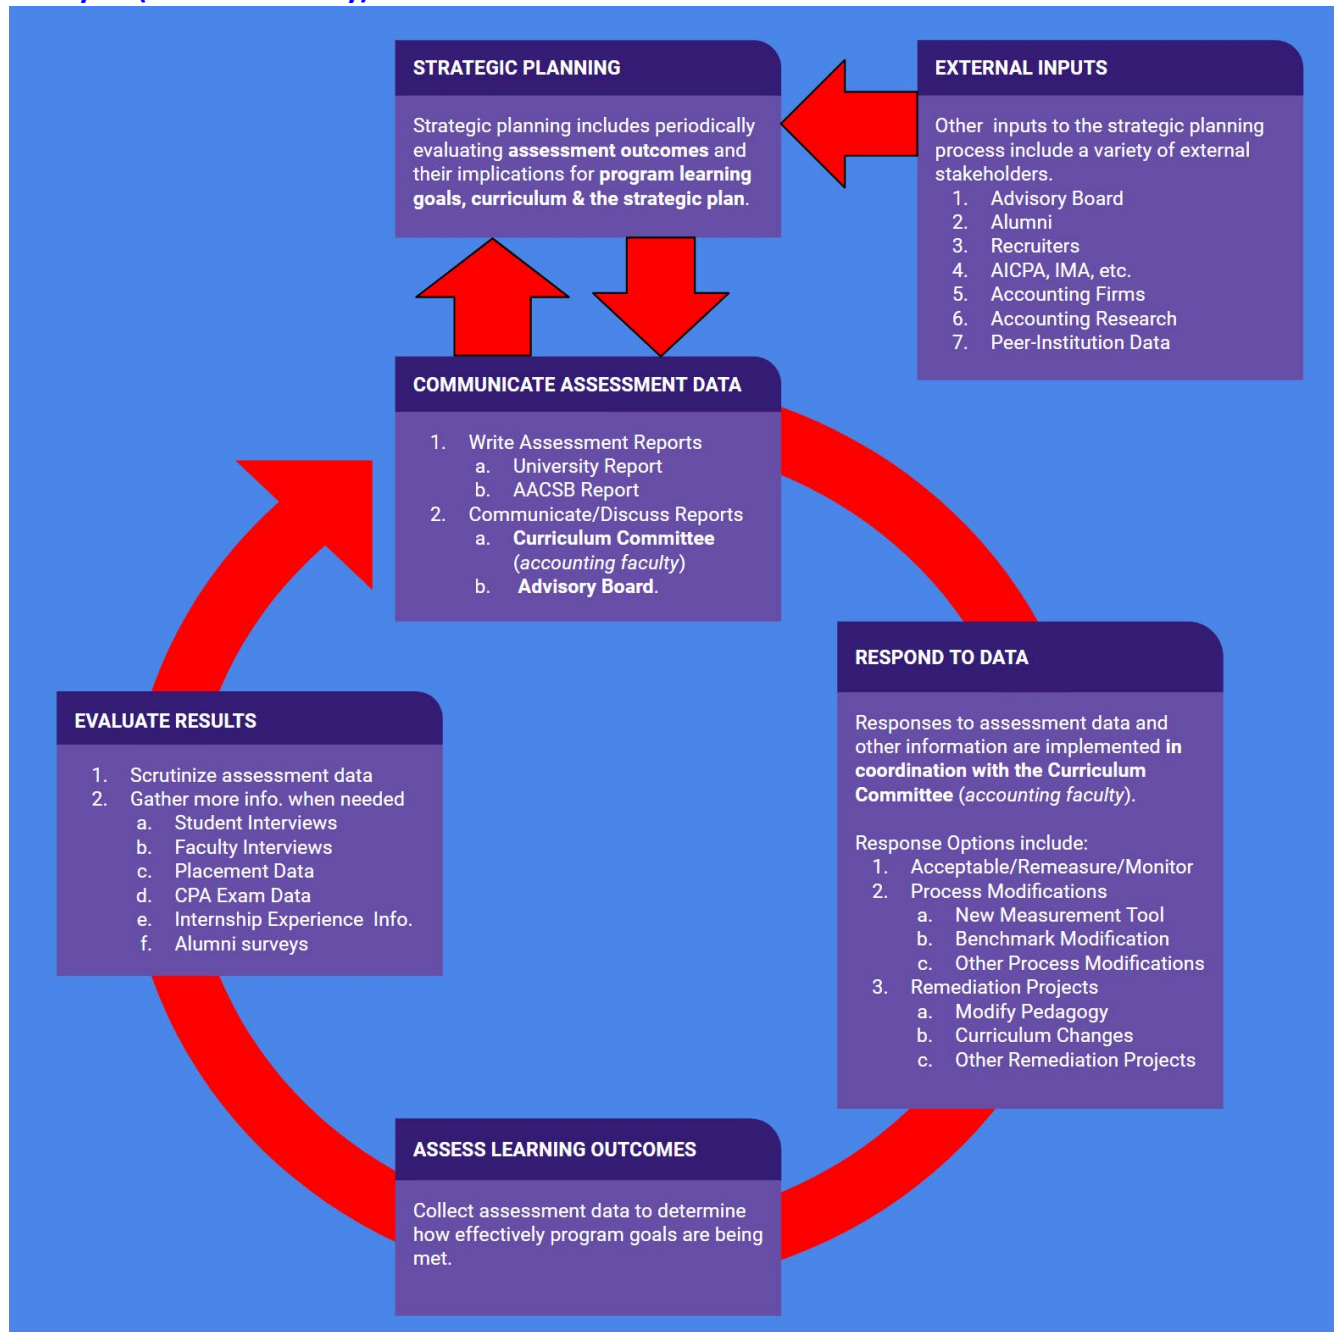 STRATEGIC PLANNING
Strategic planning includes periodically
evaluating assessment outcomes and
their implications for program learning
goals, curriculum & the strategic plan.
EXTERNAL INPUTS
Other inputs to the strategic planning
process include a variety of external
stakeholders.
1. Advisory Board
2. Alumni
3. Recruiters
4. AICPA, IMA, etc.
5. Accounting Firms
6. Accounting Research
7. Peer-Institution Data
COMMUNICATE ASSESSMENT DATA
1. Write Assessment Reports
a. University Report
b. AACSB Report
2. Communicate/Discuss Reports
a. Curriculum Committee
(accounting faculty)
b. Advisory Board.
RESPOND TO DATA
Responses to assessment data and
other information are implemented in
coordination with the Curriculum
Committee (accounting faculty).
Response Options include:
1. Acceptable/Remeasure/Monitor
2. Process Modifications
a. New Measurement Tool
b. Benchmark Modification
c. Other Process Modifications
3. Remediation Projects
a. Modify Pedagogy
b. Curriculum Changes
c. Other Remediation Projects
EVALUATE RESULTS
1. Scrutinize assessment data
2. Gather more info. when needed
a. Student Interviews
b. Faculty Interviews
c. Placement Data
d. CPA Exam Data
e. Internship Experience Info.
f. Alumni surveys
ASSESS LEARNING OUTCOMES
Collect assessment data to determine
how effectively program goals are being
met.